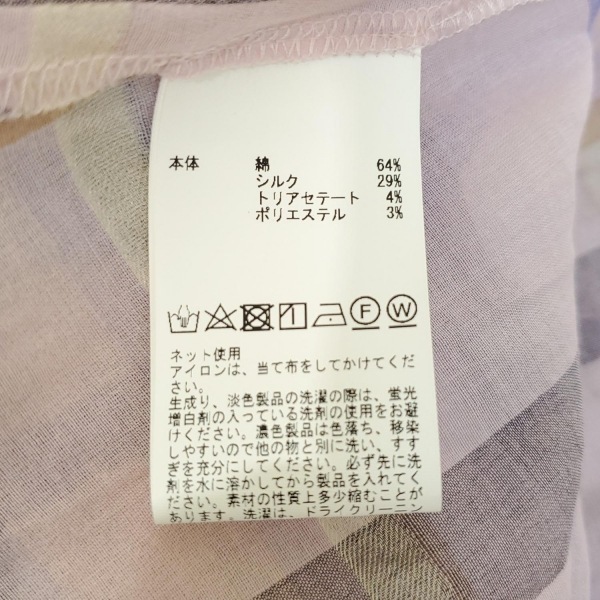 本体 綿 64%
シルク 29%
トリアセテート 4%
ポリエステル 3%
F W
ネット使用
アイロンは、当て布をしてかけてくだ
さい。
生成り、淡色製品の洗濯の際は、蛍光
増白剤の入っている洗剤の使用をお避
けください。濃色製品は色落ち、移染
しやすいので他の物と別に洗い、すす
ぎを充分にしてください。必ず先に洗
剤を水に溶かしてから製品を入れてく
ださい。素材の性質上多少縮むことが
あります。洗濯は、ドライクリーニン